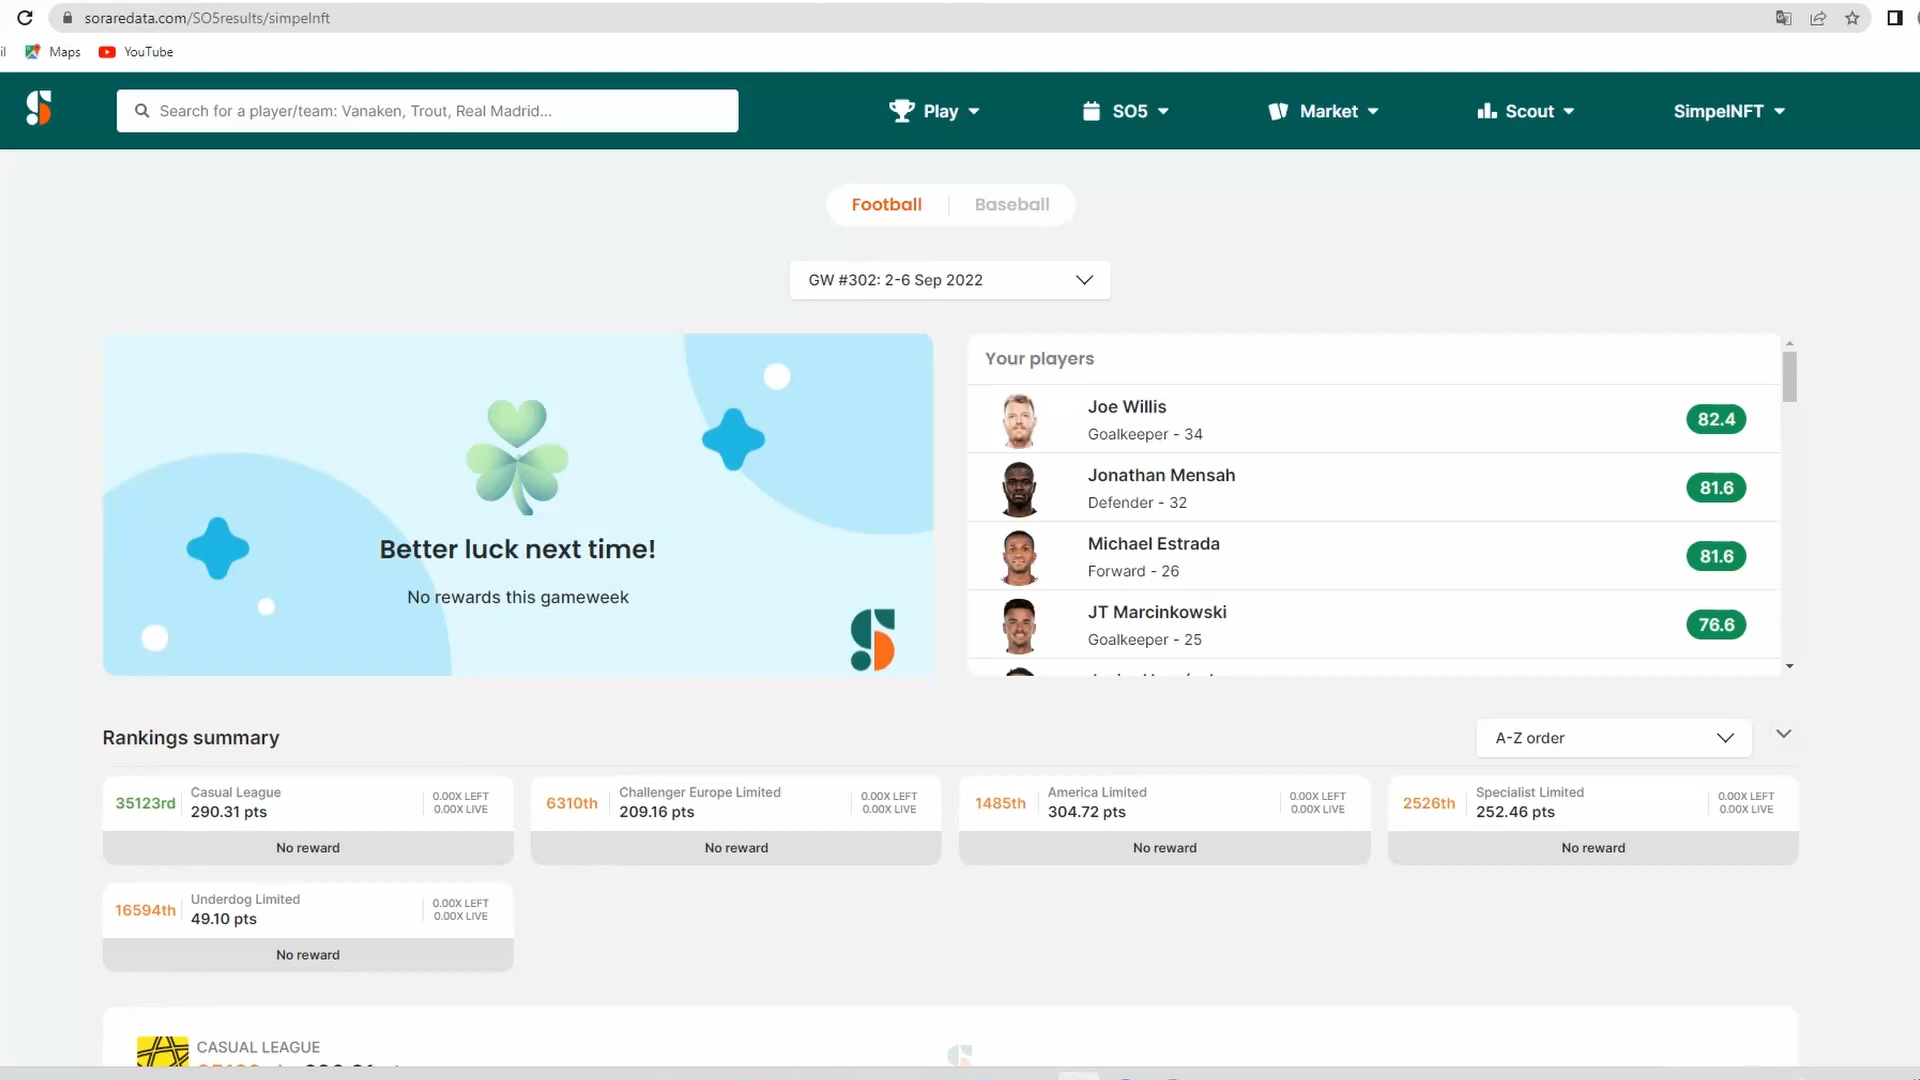 soraredata.com/SO5results/simpelnft
Maps
YouTube
Search for a player/team: Vanaken, Trout, Real Madrid...
Play
SO5
Market
Scout
SimpelNFT
Football
Baseball
GW #302: 2-6 Sep 2022
Better luck next time!
No rewards this gameweek
Your players
Joe Willis
Goalkeeper - 34
82.4
Jonathan Mensah
Defender - 32
81.6
Michael Estrada
Forward - 26
81.6
JT Marcinkowski
Goalkeeper - 25
76.6
Rankings summary
A-Z order
35123rd
Casual League
290.31 pts
0.00X LEFT
0.00X LIVE
No reward
6310th
Challenger Europe Limited
209.16 pts
0.00X LEFT
0.00X LIVE
No reward
1485th
America Limited
304.72 pts
0.00X LEFT
0.00X LIVE
No reward
2526th
Specialist Limited
252.46 pts
0.00X LEFT
0.00X LIVE
No reward
16594th
Underdog Limited
49.10 pts
0.00X LEFT
0.00X LIVE
No reward
CASUAL LEAGUE